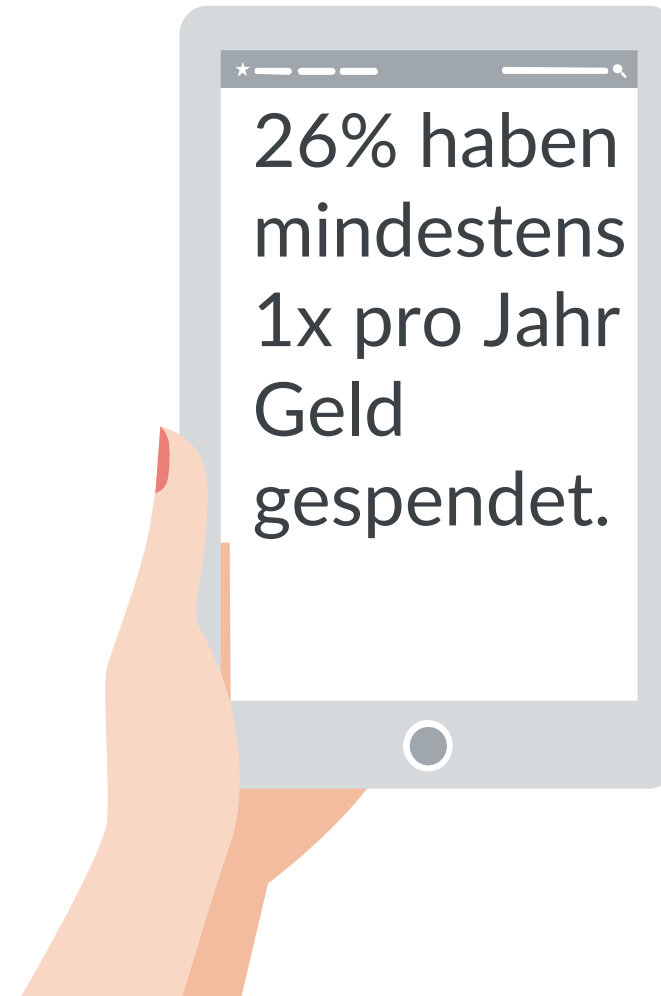 26% haben
mindestens
1x pro Jahr
Geld
gespendet.